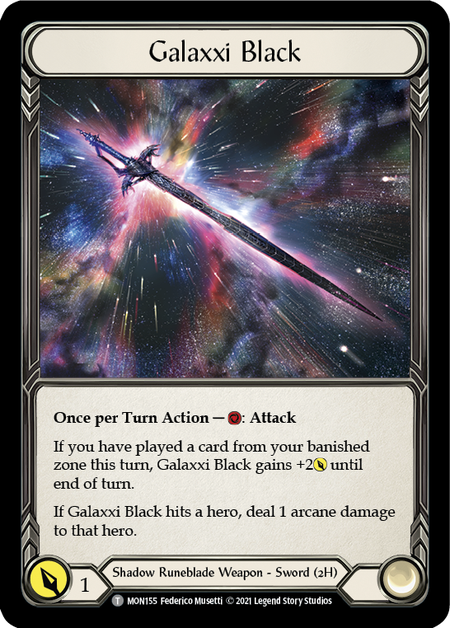 Galaxxi Black
Once per Turn Action — : Attack
If you have played a card from your banished
zone this turn, Galaxxi Black gains +2 until
end of turn.
If Galaxxi Black hits a hero, deal 1 arcane damage
to that hero.
1
Shadow Runeblade Weapon - Sword (2H)
T MON155 Federico Musetti © 2021 Legend Story Studios